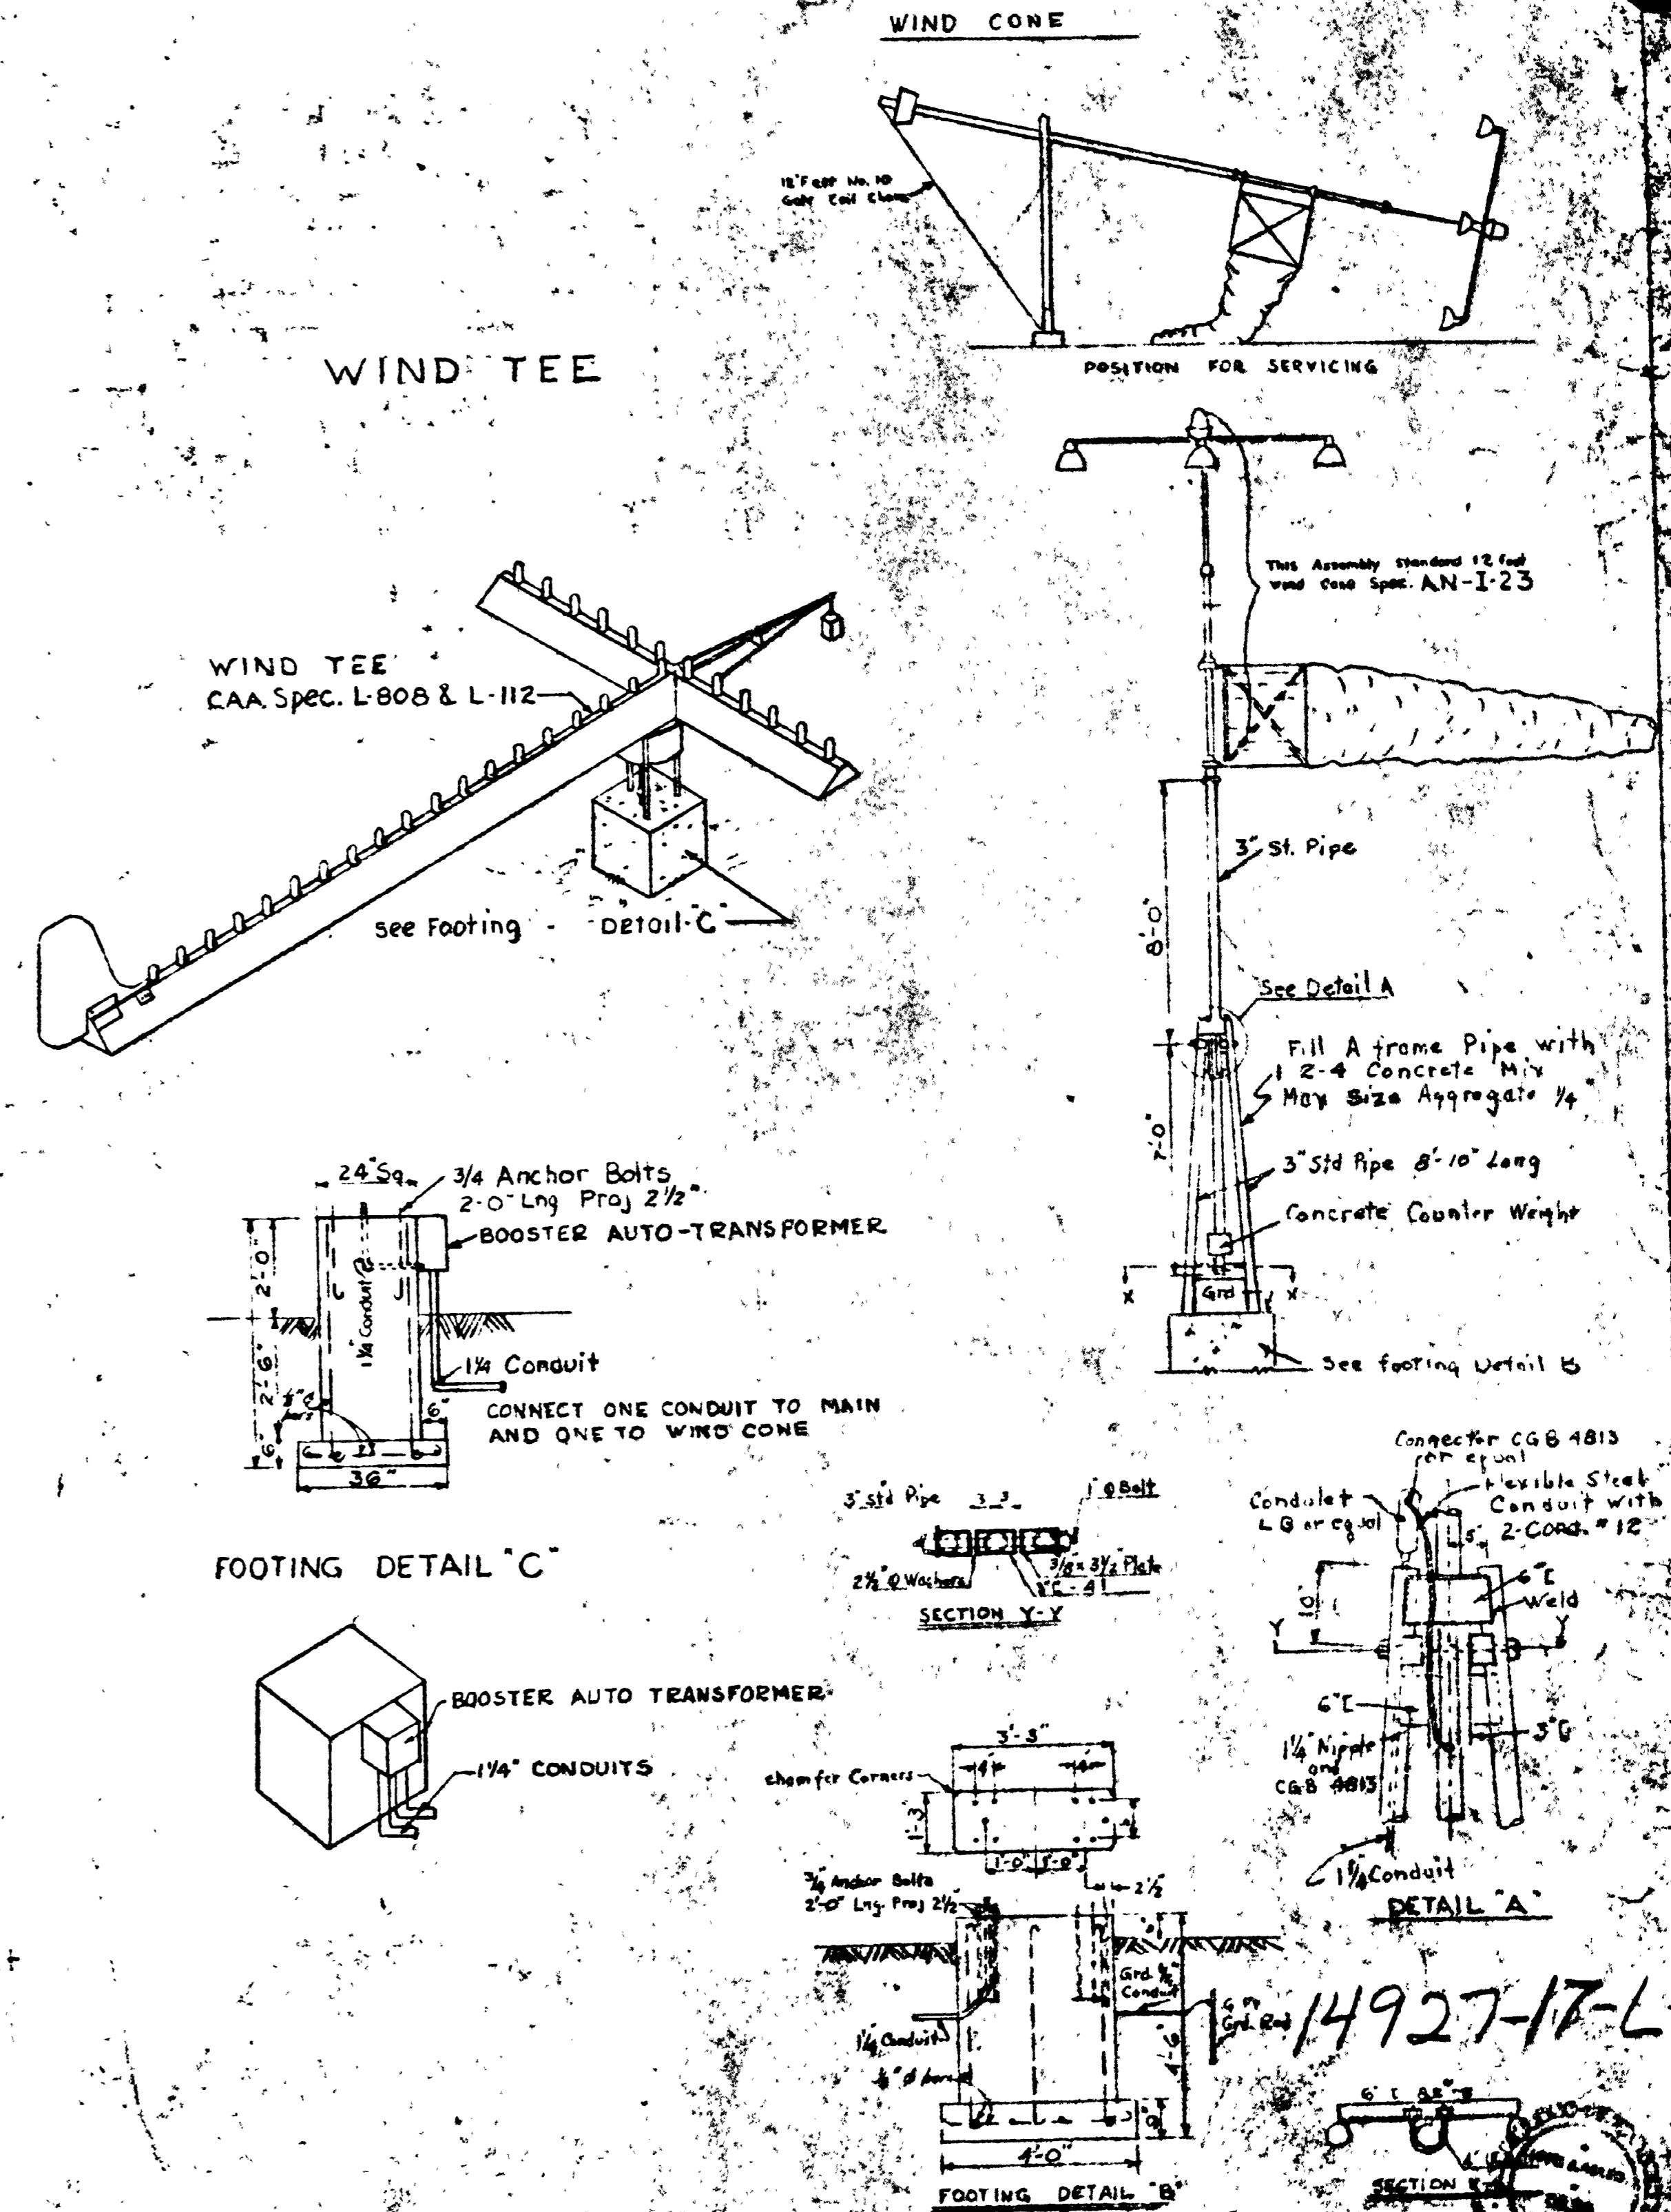 WIND CONE
12 Feet No. 10
Coil Chain
POSITION FOR SERVICING
WIND TEE
This Assembly Standard 12 foot
Wind Cone Spec. AN-I-23
WIND TEE
CAA. Spec. L-808 & L-112
see Footing - Detail "C"
3" St. Pipe
8'-0"
See Detail A
Fill A frame Pipe with
1 2-4 Concrete Mix
Max Size Aggregate 1/4"
7'-0"
3" Std Pipe 8'-10" Long
Concrete Counter Weight
X
X
Grd
See footing Detail B
24" Sq.
3/4 Anchor Bolts
2-0" Lng Proj 2 1/2"
BOOSTER AUTO-TRANSFORMER
2'-0"
1 1/4" Conduit
2'-6"
bars
6"
6"
1 1/4 Conduit
CONNECT ONE CONDUIT TO MAIN
AND ONE TO WIND CONE
36"
FOOTING DETAIL "C"
BOOSTER AUTO TRANSFORMER
1 1/4" CONDUITS
3" std Pipe
3 3
1" Ø Bolt
2 1/2" Ø Washers
3/8 x 3 1/2" Plate
SECTION Y-Y
Connector CGB 4813
or equal
Condulet
LB or equal
Flexible Steel
Conduit with
2-Cond. #12
5"
6"[
Weld
Y
Y
6"[
1 1/4" Nipple
and
CGB 4813
1 1/4 Conduit
DETAIL "A"
3'-3"
4"
4"
chamfer Corners
1'-3
1'-0"
1'-0"
3/4" Anchor Bolts
2'-0" Lng. Proj 2 1/2"
2 1/2"
Grd
Conduit
Grd. Rod
1 1/4 Conduit
4'-6"
4'-0"
FOOTING DETAIL "B"
14927-17-L
SECTION